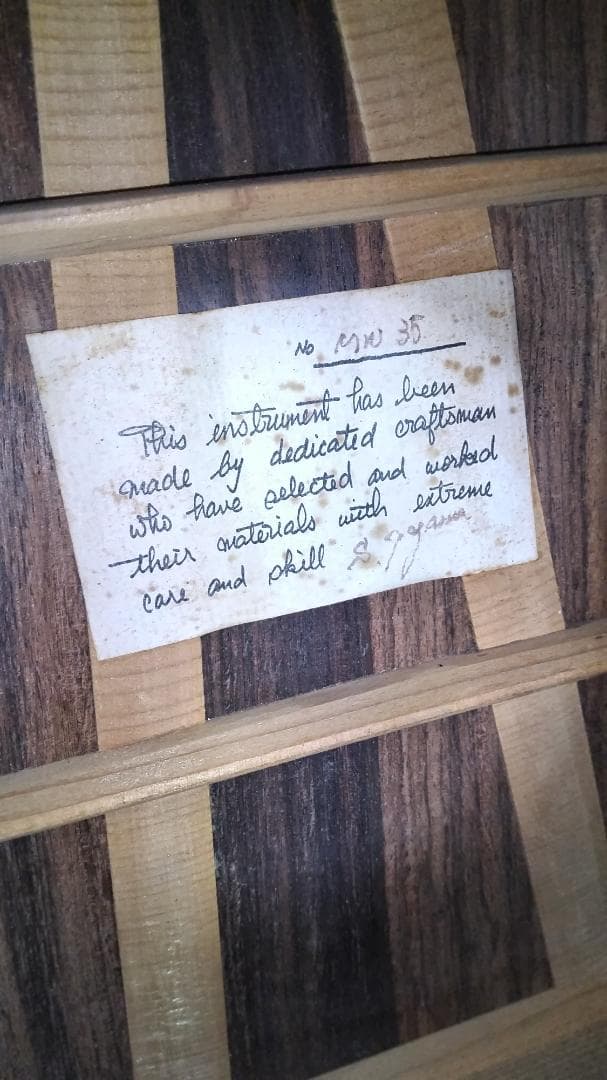 No MW 35
This instrument has been
made by dedicated craftsman
who have selected and worked
their materials with extreme
care and skill S. Yajama